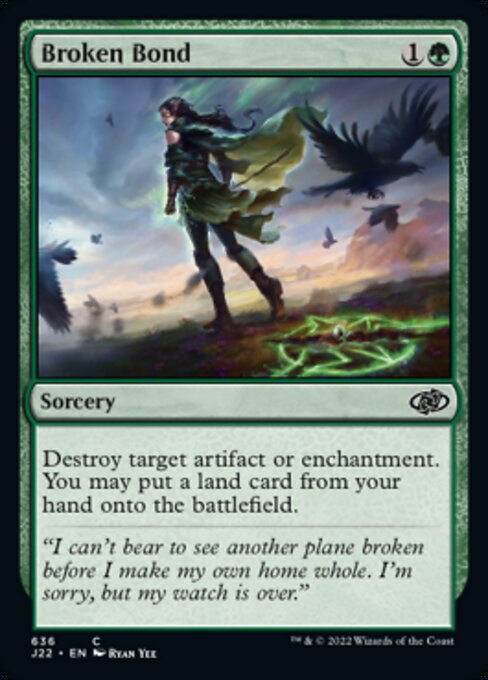 Broken Bond 1
Sorcery
Destroy target artifact or enchantment.
You may put a land card from your
hand onto the battlefield.
“I can’t bear to see another plane broken
before I make my own home whole. I’m
sorry, but my watch is over.”
636 C
J22 • EN Ryan Yee
™ & © 2022 Wizards of the Coast